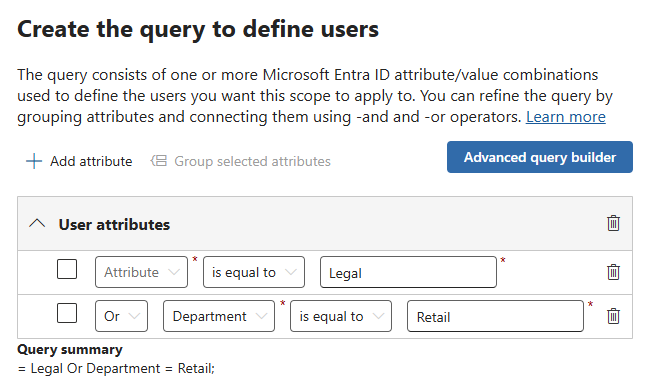 Create the query to define users
The query consists of one or more Microsoft Entra ID attribute/value combinations
used to define the users you want this scope to apply to. You can refine the query by
grouping attributes and connecting them using -and and -or operators. Learn more
Add attribute Group selected attributes Advanced query builder
User attributes
Attribute * is equal to Legal *
Or Department * is equal to Retail *
Query summary
= Legal Or Department = Retail;